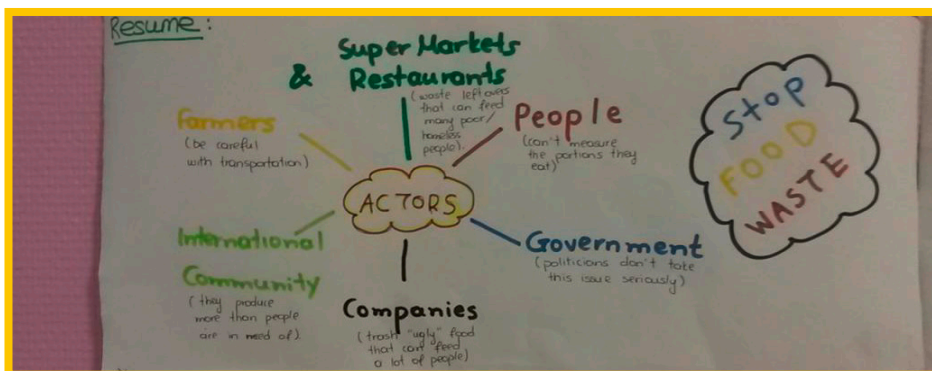 Resume:
Super Markets
& Restaurants
(waste leftovers
that can feed
many poor/
homeless
people).
Farmers
(be careful
with transportation)
People
(can't measure
the portions they
eat)
ACTORS
International
Community
(they produce
more than people
are in need of)
Government
(politicians don't take
this issue seriously)
Companies
(trash "ugly" food
that can feed
a lot of people)
STOP
FOOD
WASTE